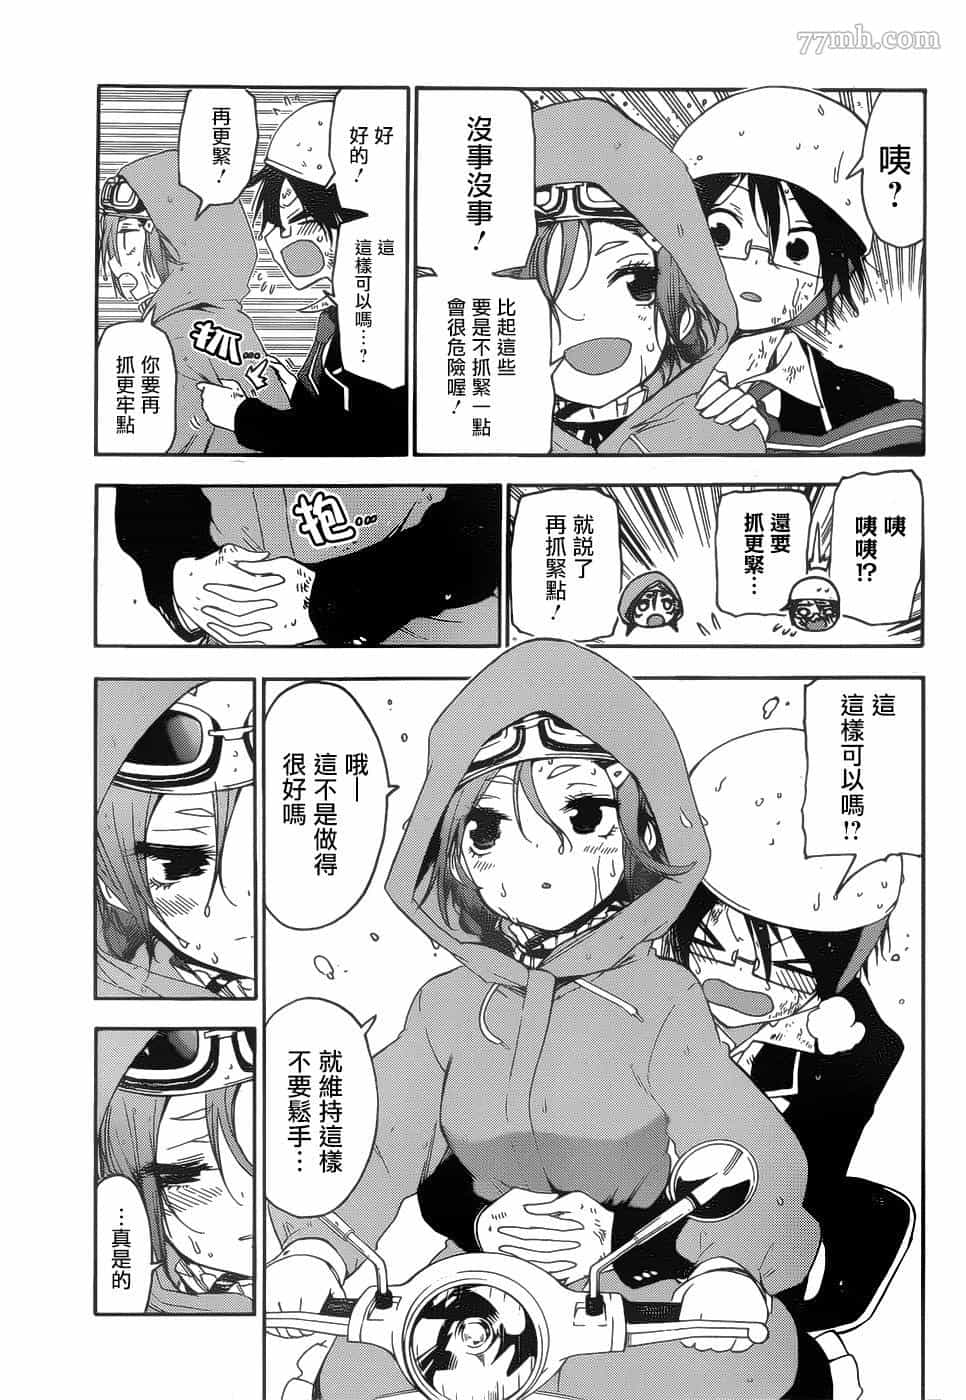 77mh.com
咦?
沒事沒事!
比起這些
要是不抓緊一點
會很危險喔!
好
好的!
這
這樣可以嗎…?
再更緊!
抓…
你要再
抓更牢點
咦
咦咦!?
還要
抓更緊…
就說了
再抓緊點!
抱…
這
這樣可以嗎!?
哦—
這不是做得
很好嗎
就維持這樣
不要鬆手…
…真是的